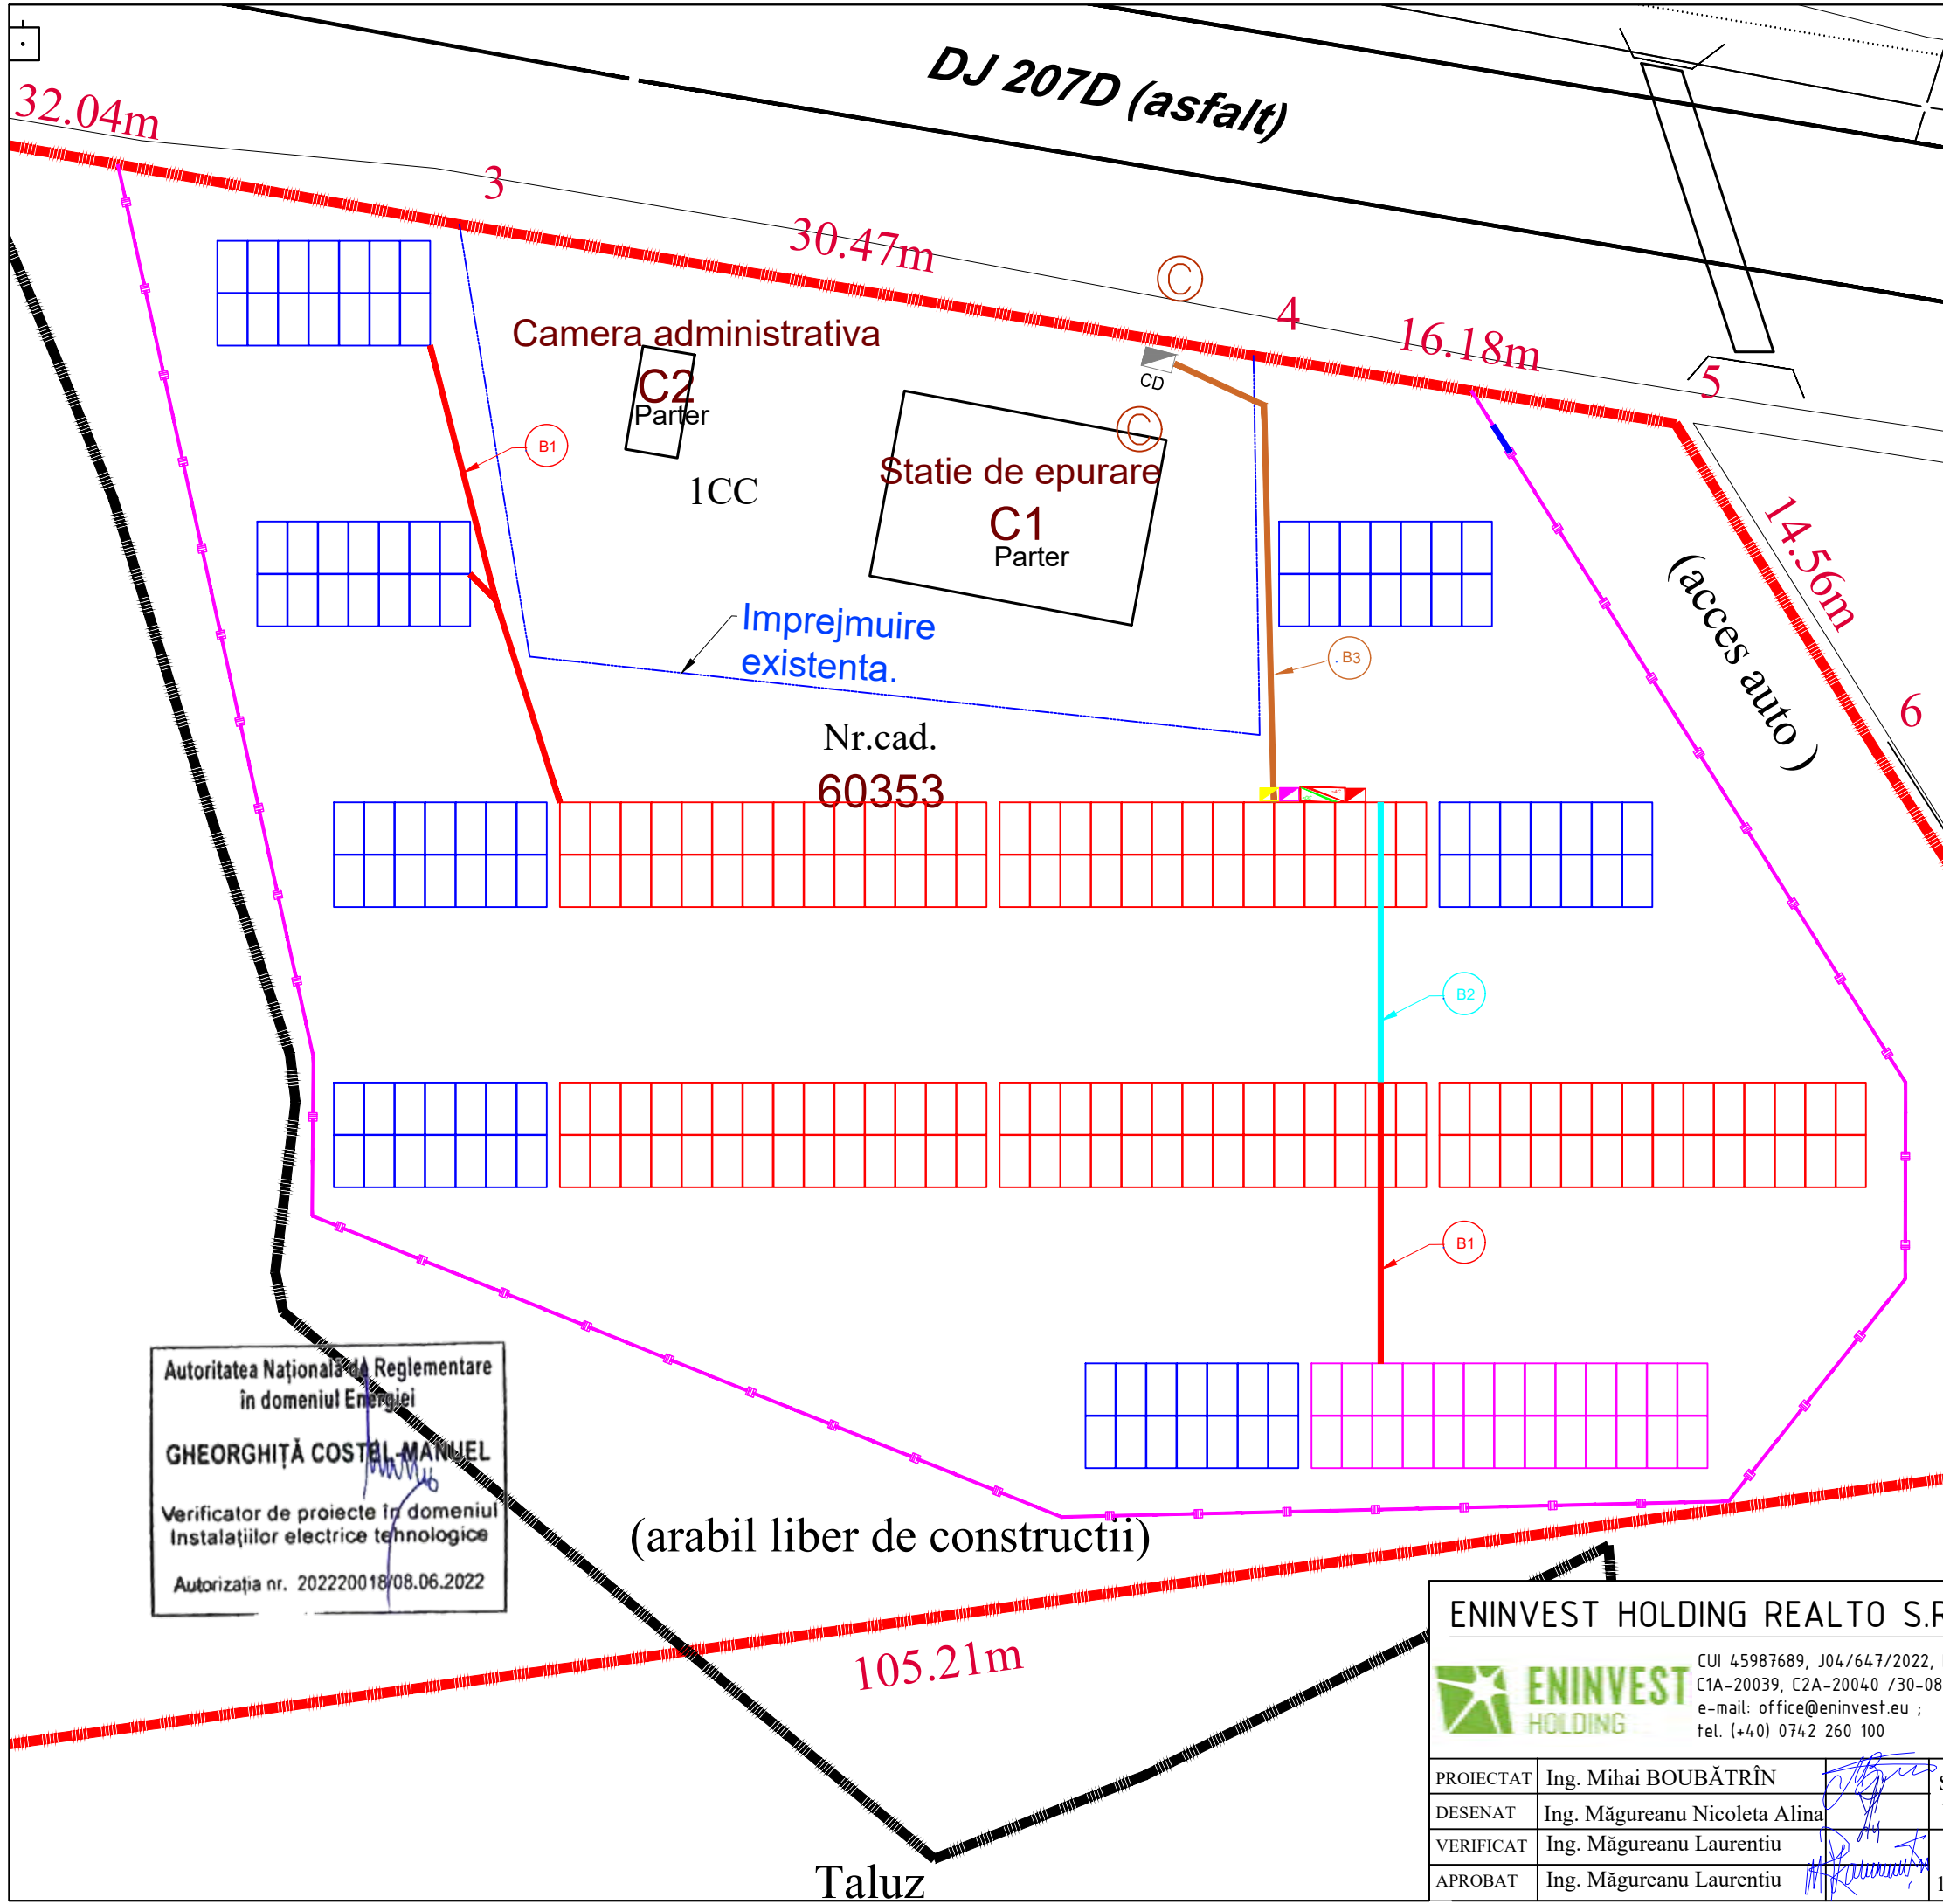 DJ 207D (asfalt)
32.04m
3
30.47m
C
4
16.18m
5
Camera administrativa
C2
Parter
CD
C
B1
1CC
Statie de epurare
C1
Parter
14.56m
(acces auto )
Imprejmuire
existenta.
B3
6
Nr.cad.
60353
B2
B1
Autoritatea Națională de Reglementare
în domeniul Energiei
GHEORGHIȚĂ COSTEL-MANUEL
Verificator de proiecte în domeniul
Instalațiilor electrice tehnologice
Autorizația nr. 202220018/08.06.2022
(arabil liber de constructii)
105.21m
Taluz
ENINVEST HOLDING REALTO S.R
ENINVEST
HOLDING
CUI 45987689, J04/647/2022,
C1A-20039, C2A-20040 /30-08
e-mail: office@eninvest.eu ;
tel. (+40) 0742 260 100
PROIECTAT Ing. Mihai BOUBĂTRÎN
DESENAT Ing. Măgureanu Nicoleta Alina
VERIFICAT Ing. Măgureanu Laurentiu
APROBAT Ing. Măgureanu Laurentiu